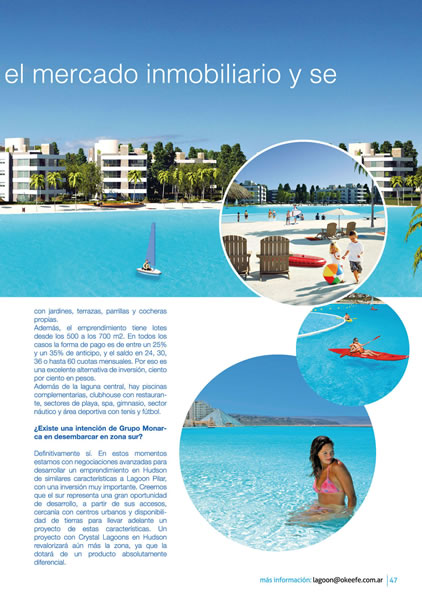 el mercado inmobiliario y se
con jardines, terrazas, parrillas y cocheras
propias.
Además, el emprendimiento tiene lotes
desde los 500 a los 700 m2. En todos los
casos la forma de pago es de entre un 25%
y un 35% de anticipo, y el saldo en 24, 30,
36 o hasta 60 cuotas mensuales. Por eso es
una excelente alternativa de inversión, ciento
por ciento en pesos.
Además de la laguna central, hay piscinas
complementarias, clubhouse con restauran-
te, sectores de playa, spa, gimnasio, sector
náutico y área deportiva con tenis y fútbol.
¿Existe una intención de Grupo Monar-
ca en desembarcar en zona sur?
Definitivamente sí. En estos momentos
estamos con negociaciones avanzadas para
desarrollar un emprendimiento en Hudson
de similares características a Lagoon Pilar,
con una inversión muy importante. Creemos
que el sur representa una gran oportunidad
de desarrollo, a partir de sus accesos,
cercanía con centros urbanos y disponibili-
dad de tierras para llevar adelante un
proyecto de estas características. Un
proyecto con Crystal Lagoons en Hudson
revalorizará aún más la zona, ya que la
dotará de un producto absolutamente
diferencial.
más información: lagoon@okeefe.com.ar | 47